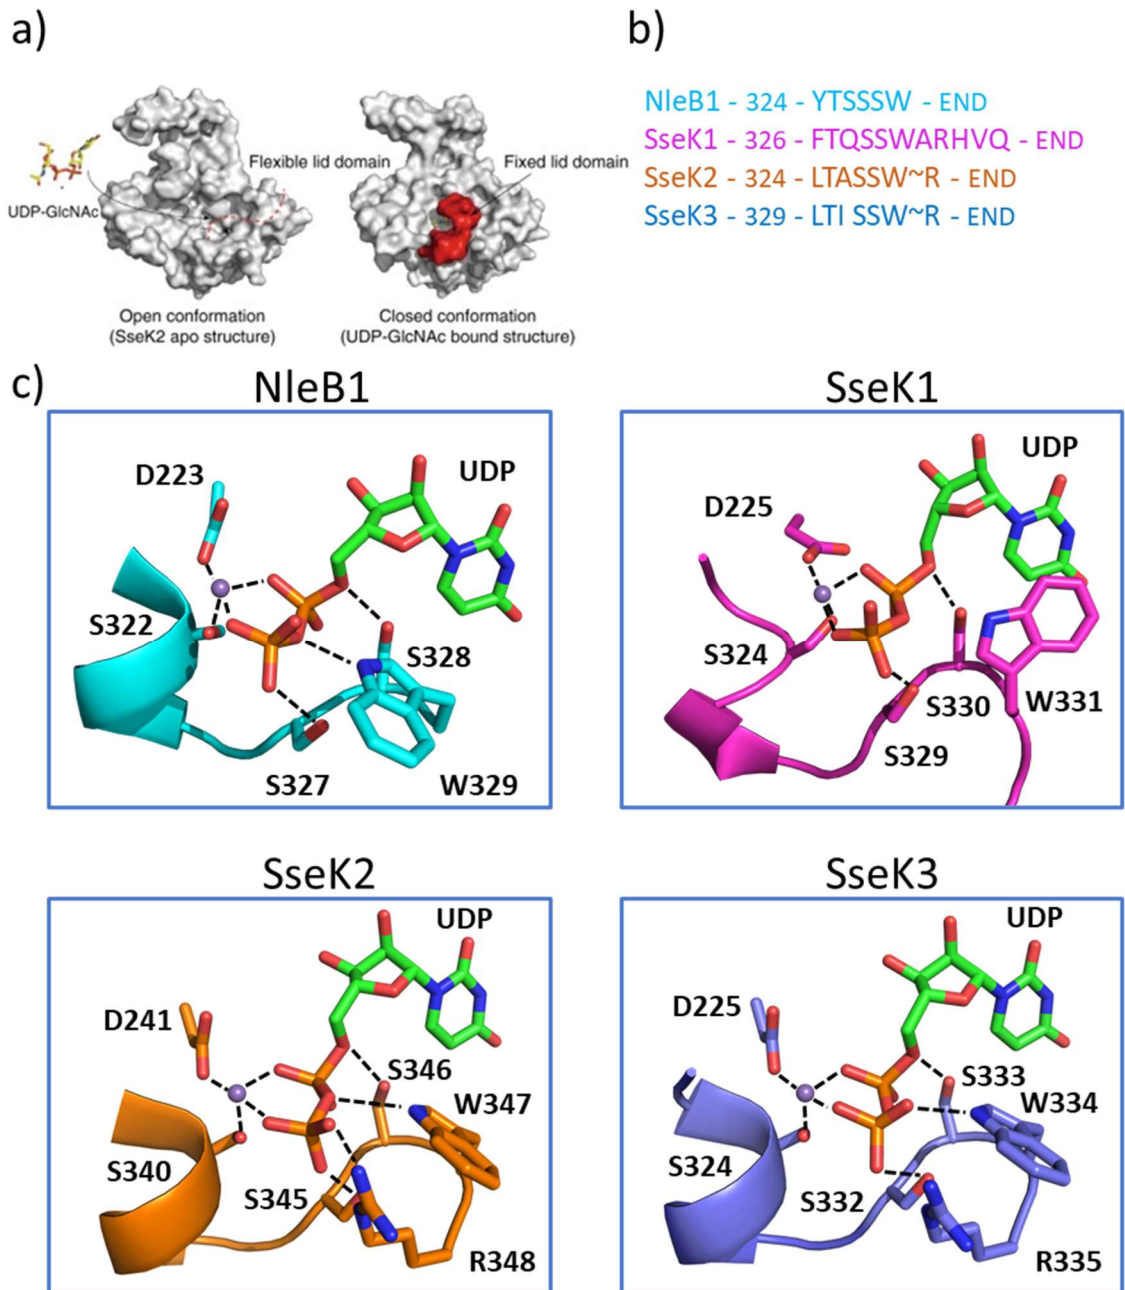 a)
UDP-GlcNAc
Flexible lid domain
Fixed lid domain
Open conformation
(SseK2 apo structure)
Closed conformation
(UDP-GlcNAc bound structure)
b)
NleB1 - 324 - YTSSSW - END
SseK1 - 326 - FTQSSWARHVQ - END
SseK2 - 324 - LTASSW~R - END
SseK3 - 329 - LTI SSW~R - END
c)
NleB1
D223
UDP
S322
S328
S327
W329
SseK1
UDP
D225
S324
S330
W331
S329
SseK2
UDP
D241
S346
W347
S340
S345
R348
SseK3
UDP
D225
S333
W334
S324
S332
R335